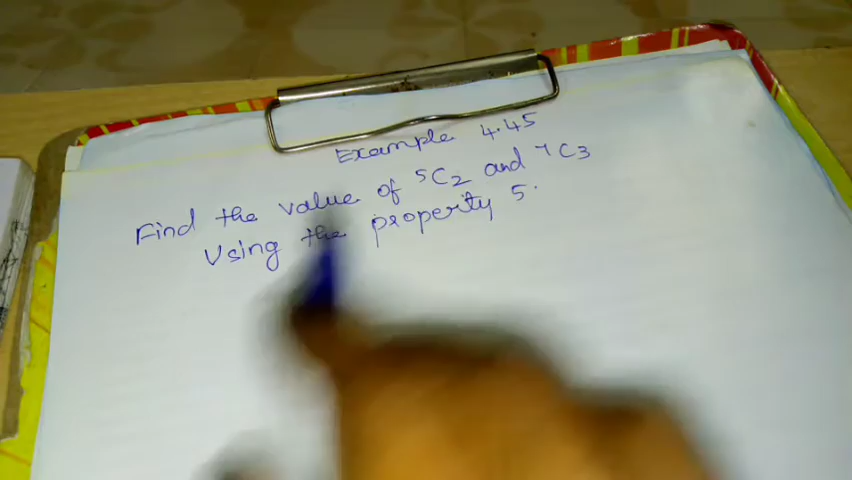 Example 4.45
Find the value of ⁵C₂ and ⁷C₃
Using the property 5.